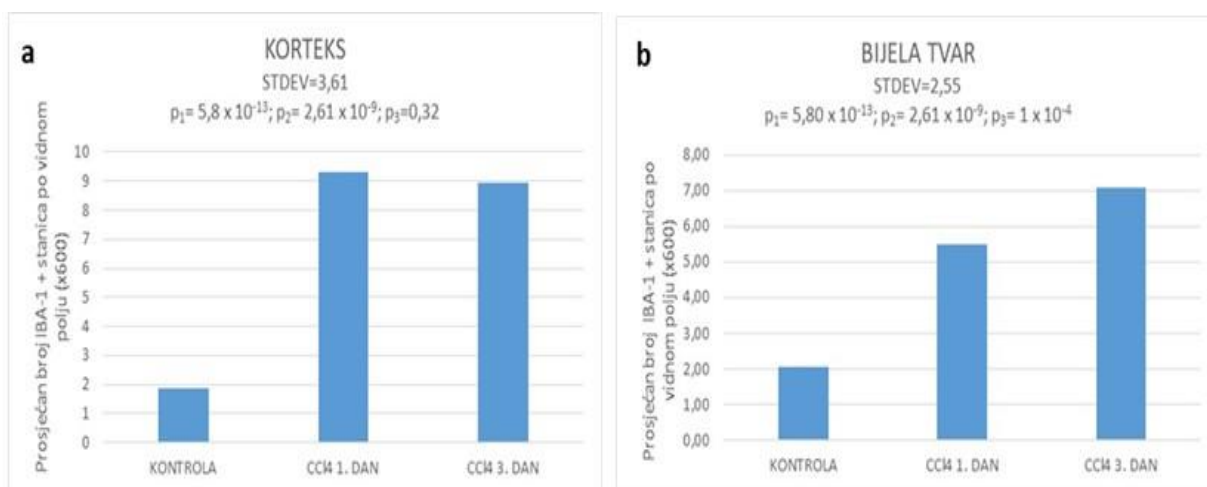 a
KORTEKS
STDEV=3,61
p₁= 5,8 x 10⁻¹³; p₂= 2,61 x 10⁻⁹; p₃=0,32
Prosječan broj IBA-1 + stanica po vidnom
polju (x600)
10
9
8
7
6
5
4
3
2
1
0
KONTROLA
CCl4 1. DAN
CCl4 3. DAN
b
BIJELA TVAR
STDEV=2,55
p₁= 5,80 x 10⁻¹³; p₂= 2,61 x 10⁻⁹; p₃= 1 x 10⁻⁴
Prosječan broj IBA-1 + stanica po
vidnom polju (x600)
8,00
7,00
6,00
5,00
4,00
3,00
2,00
1,00
0,00
KONTROLA
CCl4 1. DAN
CCl4 3. DAN